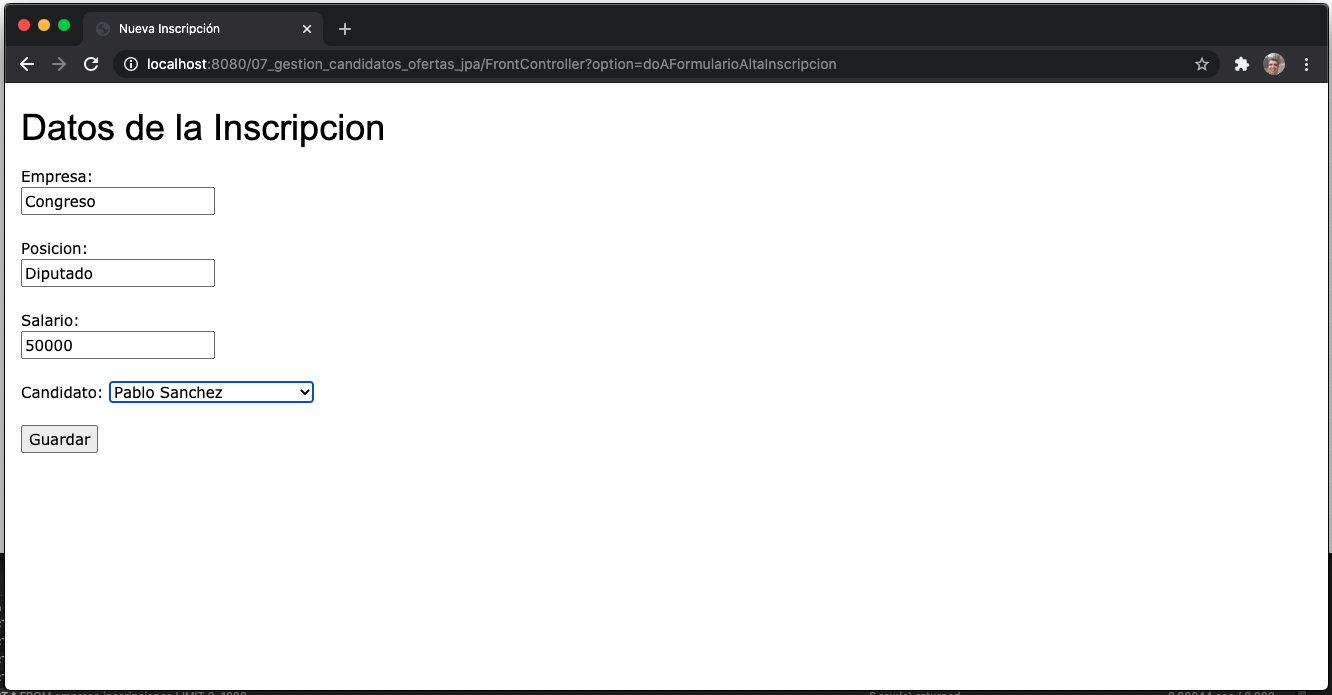 Nueva Inscripción
localhost:8080/07_gestion_candidatos_ofertas_jpa/FrontController?option=doAFormularioAltaInscripcion
Datos de la Inscripcion
Empresa:
Congreso
Posicion:
Diputado
Salario:
50000
Candidato: Pablo Sanchez
Guardar